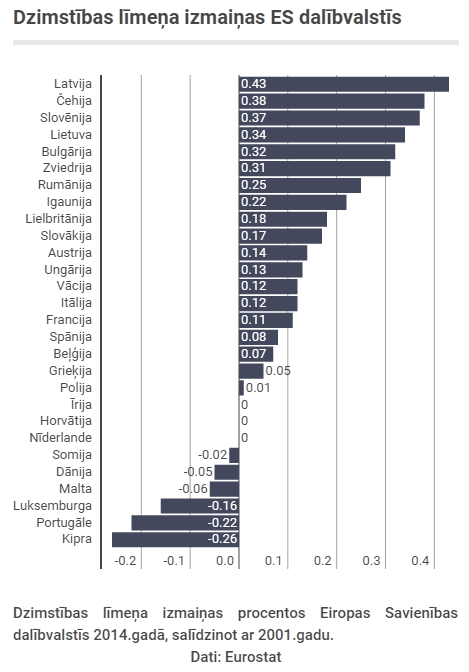 Dzimstības līmeņa izmaiņas ES dalībvalstīs
Latvija 0.43
Čehija 0.38
Slovēnija 0.37
Lietuva 0.34
Bulgārija 0.32
Zviedrija 0.31
Rumānija 0.25
Igaunija 0.22
Lielbritānija 0.18
Slovākija 0.17
Austrija 0.14
Ungārija 0.13
Vācija 0.12
Itālija 0.12
Francija 0.11
Spānija 0.08
Beļģija 0.07
Grieķija 0.05
Polija 0.01
Īrija 0
Horvātija 0
Nīderlande 0
Somija -0.02
Dānija -0.05
Malta -0.06
Luksemburga -0.16
Portugāle -0.22
Kipra -0.26
-0.2 -0.1 0.0 0.1 0.2 0.3 0.4
Dzimstības līmeņa izmaiņas procentos Eiropas Savienības
dalībvalstīs 2014.gadā, salīdzinot ar 2001.gadu.
Dati: Eurostat